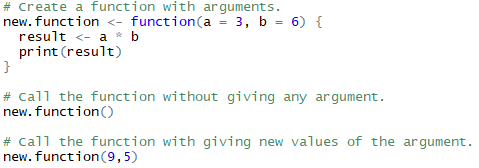 # Create a function with arguments.
new.function <- function(a = 3, b = 6) {
  result <- a * b
  print(result)
}
# Call the function without giving any argument.
new.function()
# Call the function with giving new values of the argument.
new.function(9,5)